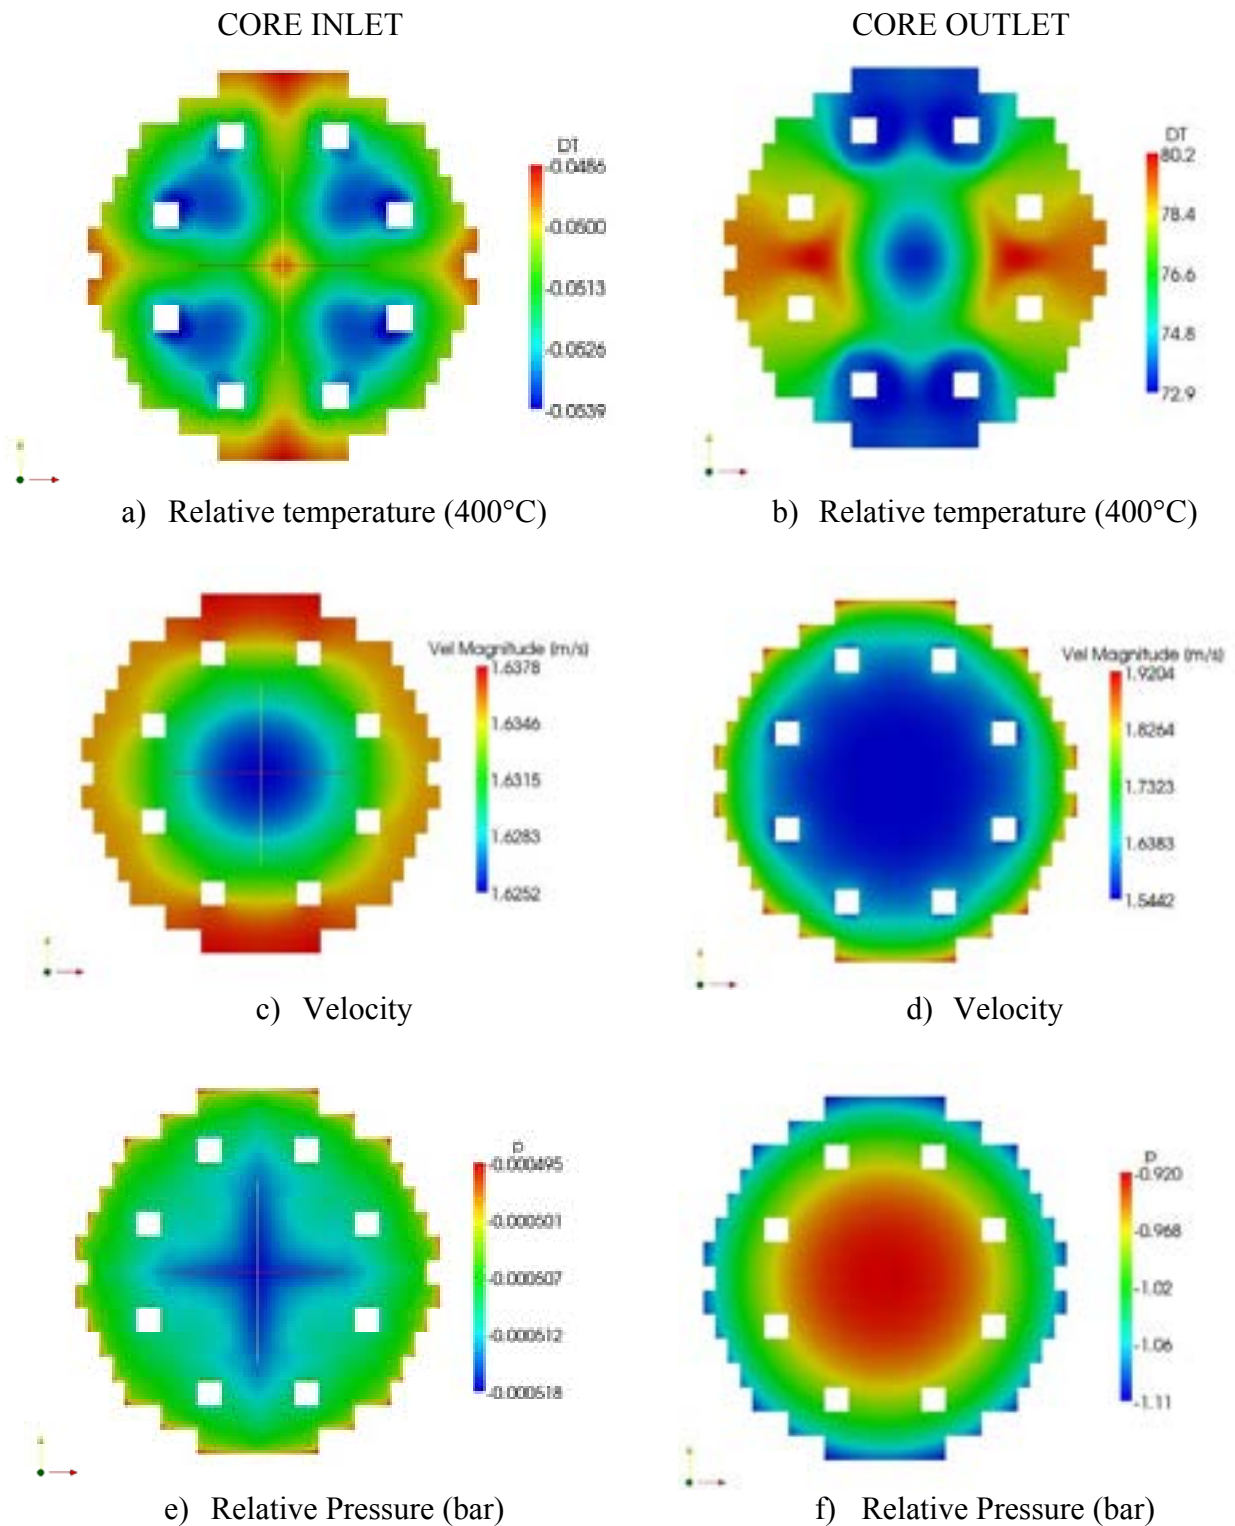 CORE INLET
CORE OUTLET
DT
-0.0486
-0.0500
-0.0513
-0.0526
-0.0539
DT
80.2
78.4
76.6
74.8
72.9
a) Relative temperature (400°C)
b) Relative temperature (400°C)
Vel Magnitude (m/s)
1.6378
1.6346
1.6315
1.6283
1.6252
Vel Magnitude (m/s)
1.9204
1.8264
1.7323
1.6383
1.5442
c) Velocity
d) Velocity
p
-0.000495
-0.000501
-0.000507
-0.000512
-0.000518
p
-0.920
-0.968
-1.02
-1.06
-1.11
e) Relative Pressure (bar)
f) Relative Pressure (bar)